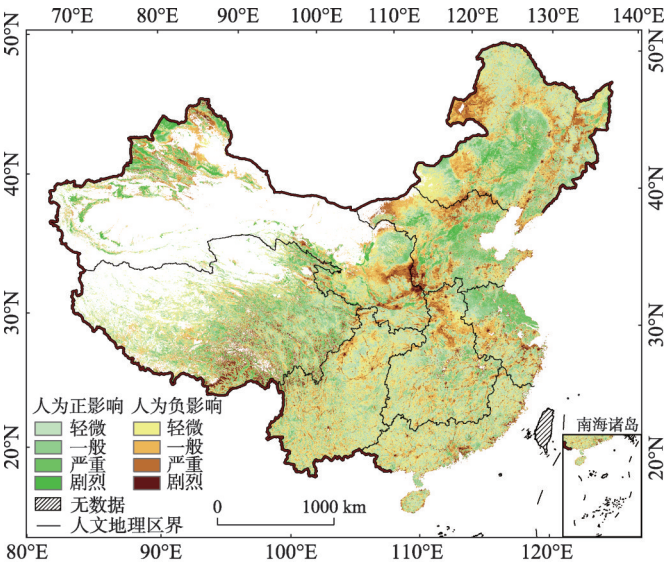 70°E 80°E 90°E 100°E 110°E 120°E 130°E 140°E
50°N 50°N
40°N 40°N
30°N 30°N
20°N 20°N
人为正影响 人为负影响
轻微 轻微
一般 一般
严重 严重
剧烈 剧烈
无数据
人文地理区界
0 1000 km
南海诸岛
80°E 90°E 100°E 110°E 120°E